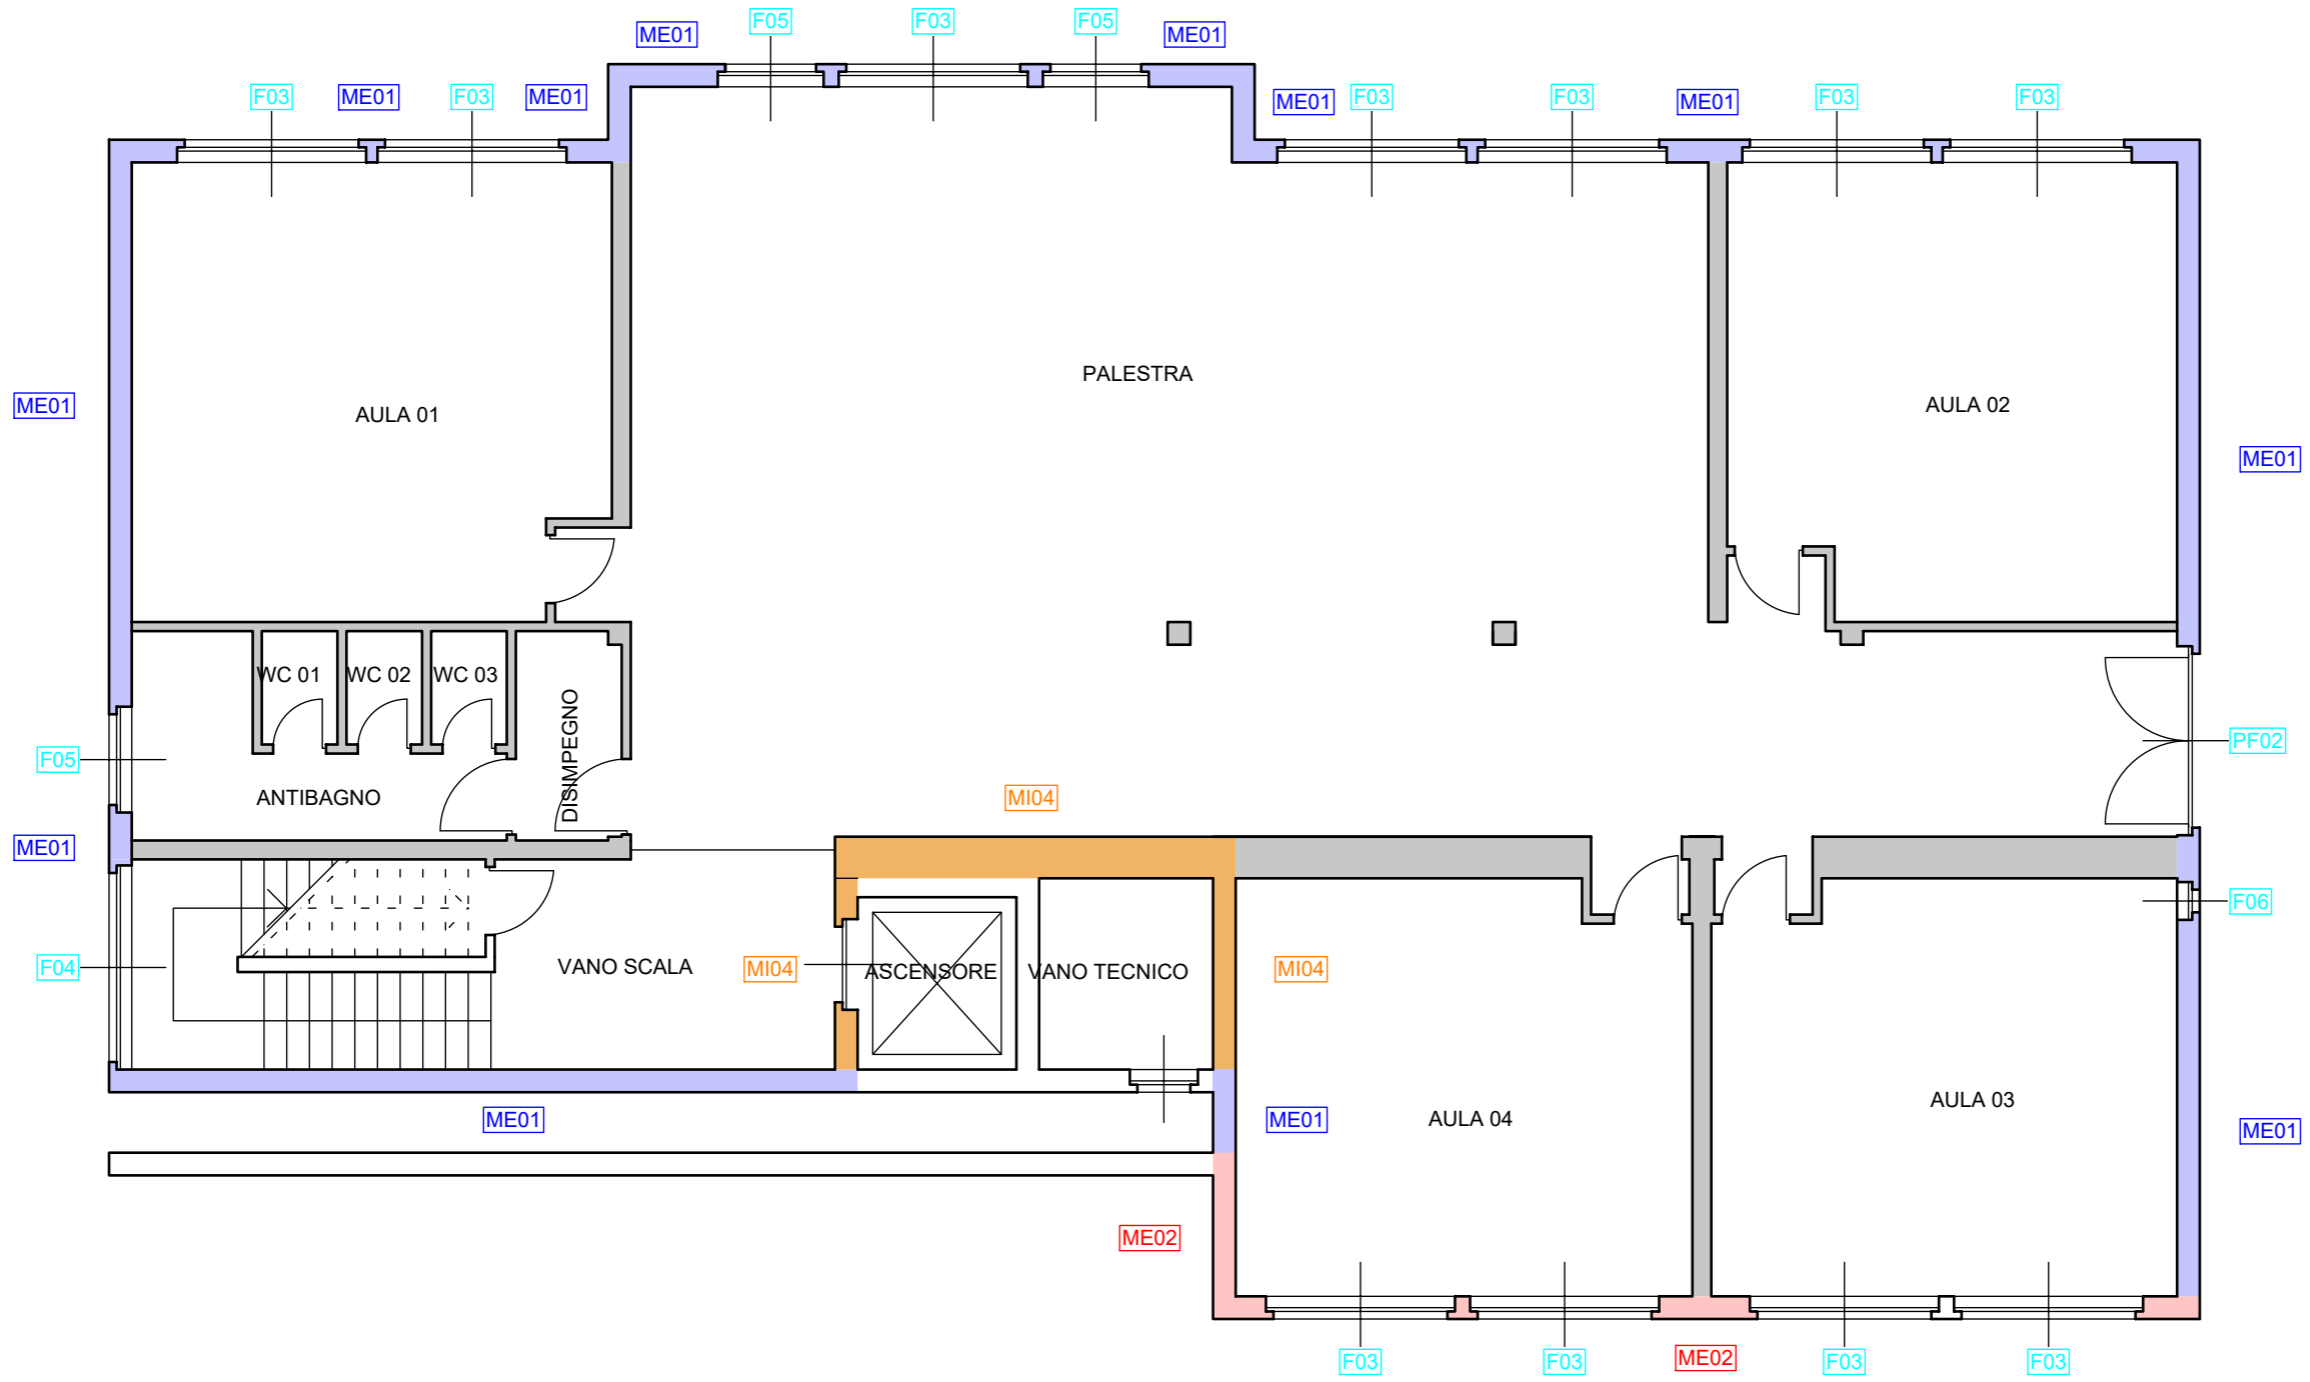 F05
F03
F05
ME01
ME01
F03
ME01
F03
ME01
ME01
F03
F03
ME01
F03
F03
PALESTRA
AULA 01
AULA 02
ME01
ME01
WC 01
WC 02
WC 03
DISIMPEGNO
F05
PF02
ANTIBAGNO
MI04
ME01
F06
F04
VANO SCALA
MI04
ASCENSORE
VANO TECNICO
MI04
ME01
ME01
AULA 04
AULA 03
ME01
ME02
F03
F03
ME02
F03
F03